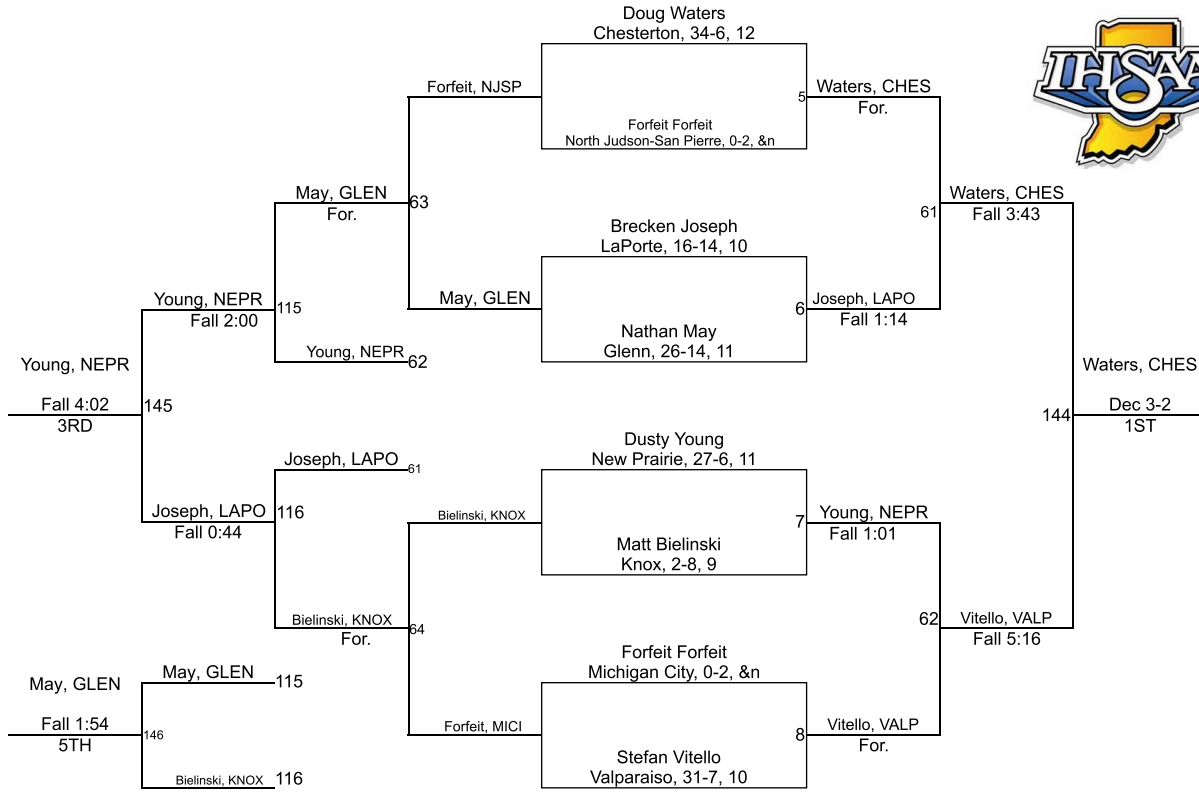 Doug Waters
Chesterton, 34-6, 12
Forfeit, NJSP
5
Waters, CHES
For.
Forfeit Forfeit
North Judson-San Pierre, 0-2, &n
IHSAA
May, GLEN
For.
63
61
Waters, CHES
Fall 3:43
Brecken Joseph
LaPorte, 16-14, 10
May, GLEN
6
Joseph, LAPO
Fall 1:14
Nathan May
Glenn, 26-14, 11
Young, NEPR
Fall 2:00
115
Young, NEPR
62
Young, NEPR
Fall 4:02
3RD
145
Waters, CHES
144
Dec 3-2
1ST
Dusty Young
New Prairie, 27-6, 11
Joseph, LAPO
61
Joseph, LAPO
Fall 0:44
116
Bielinski, KNOX
7
Young, NEPR
Fall 1:01
Matt Bielinski
Knox, 2-8, 9
Bielinski, KNOX
For.
64
62
Vitello, VALP
Fall 5:16
Forfeit Forfeit
Michigan City, 0-2, &n
May, GLEN
May, GLEN
115
Fall 1:54
5TH
146
Forfeit, MICI
8
Vitello, VALP
For.
Stefan Vitello
Valparaiso, 31-7, 10
Bielinski, KNOX
116